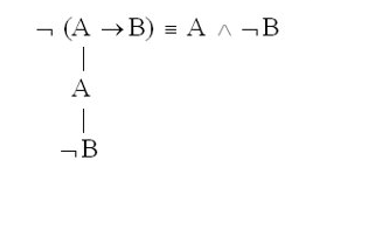 ¬ (A → B) ≡ A ∧ ¬B
|
A
|
¬B